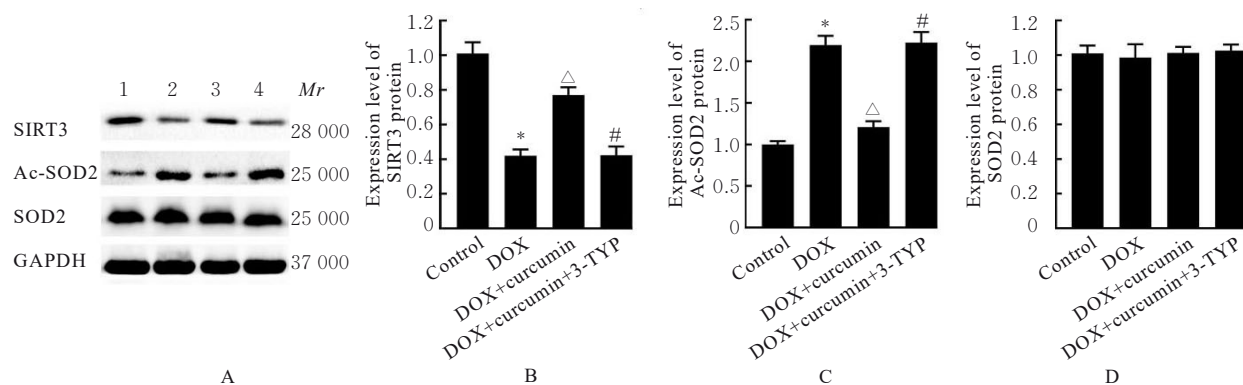 1 2 3 4 Mr
SIRT3 28 000
Ac-SOD2 25 000
SOD2 25 000
GAPDH 37 000
A
B
Expression level of
SIRT3 protein
1.2
1.0
0.8
0.6
0.4
0.2
0
*
△
#
Control
DOX
DOX+curcumin
DOX+curcumin+3-TYP
B
C
Expression level of
Ac-SOD2 protein
2.5
2.0
1.5
1.0
0.5
0
*
△
#
Control
DOX
DOX+curcumin
DOX+curcumin+3-TYP
C
D
Expression level of
SOD2 protein
1.2
1.0
0.8
0.6
0.4
0.2
0
Control
DOX
DOX+curcumin
DOX+curcumin+3-TYP
D